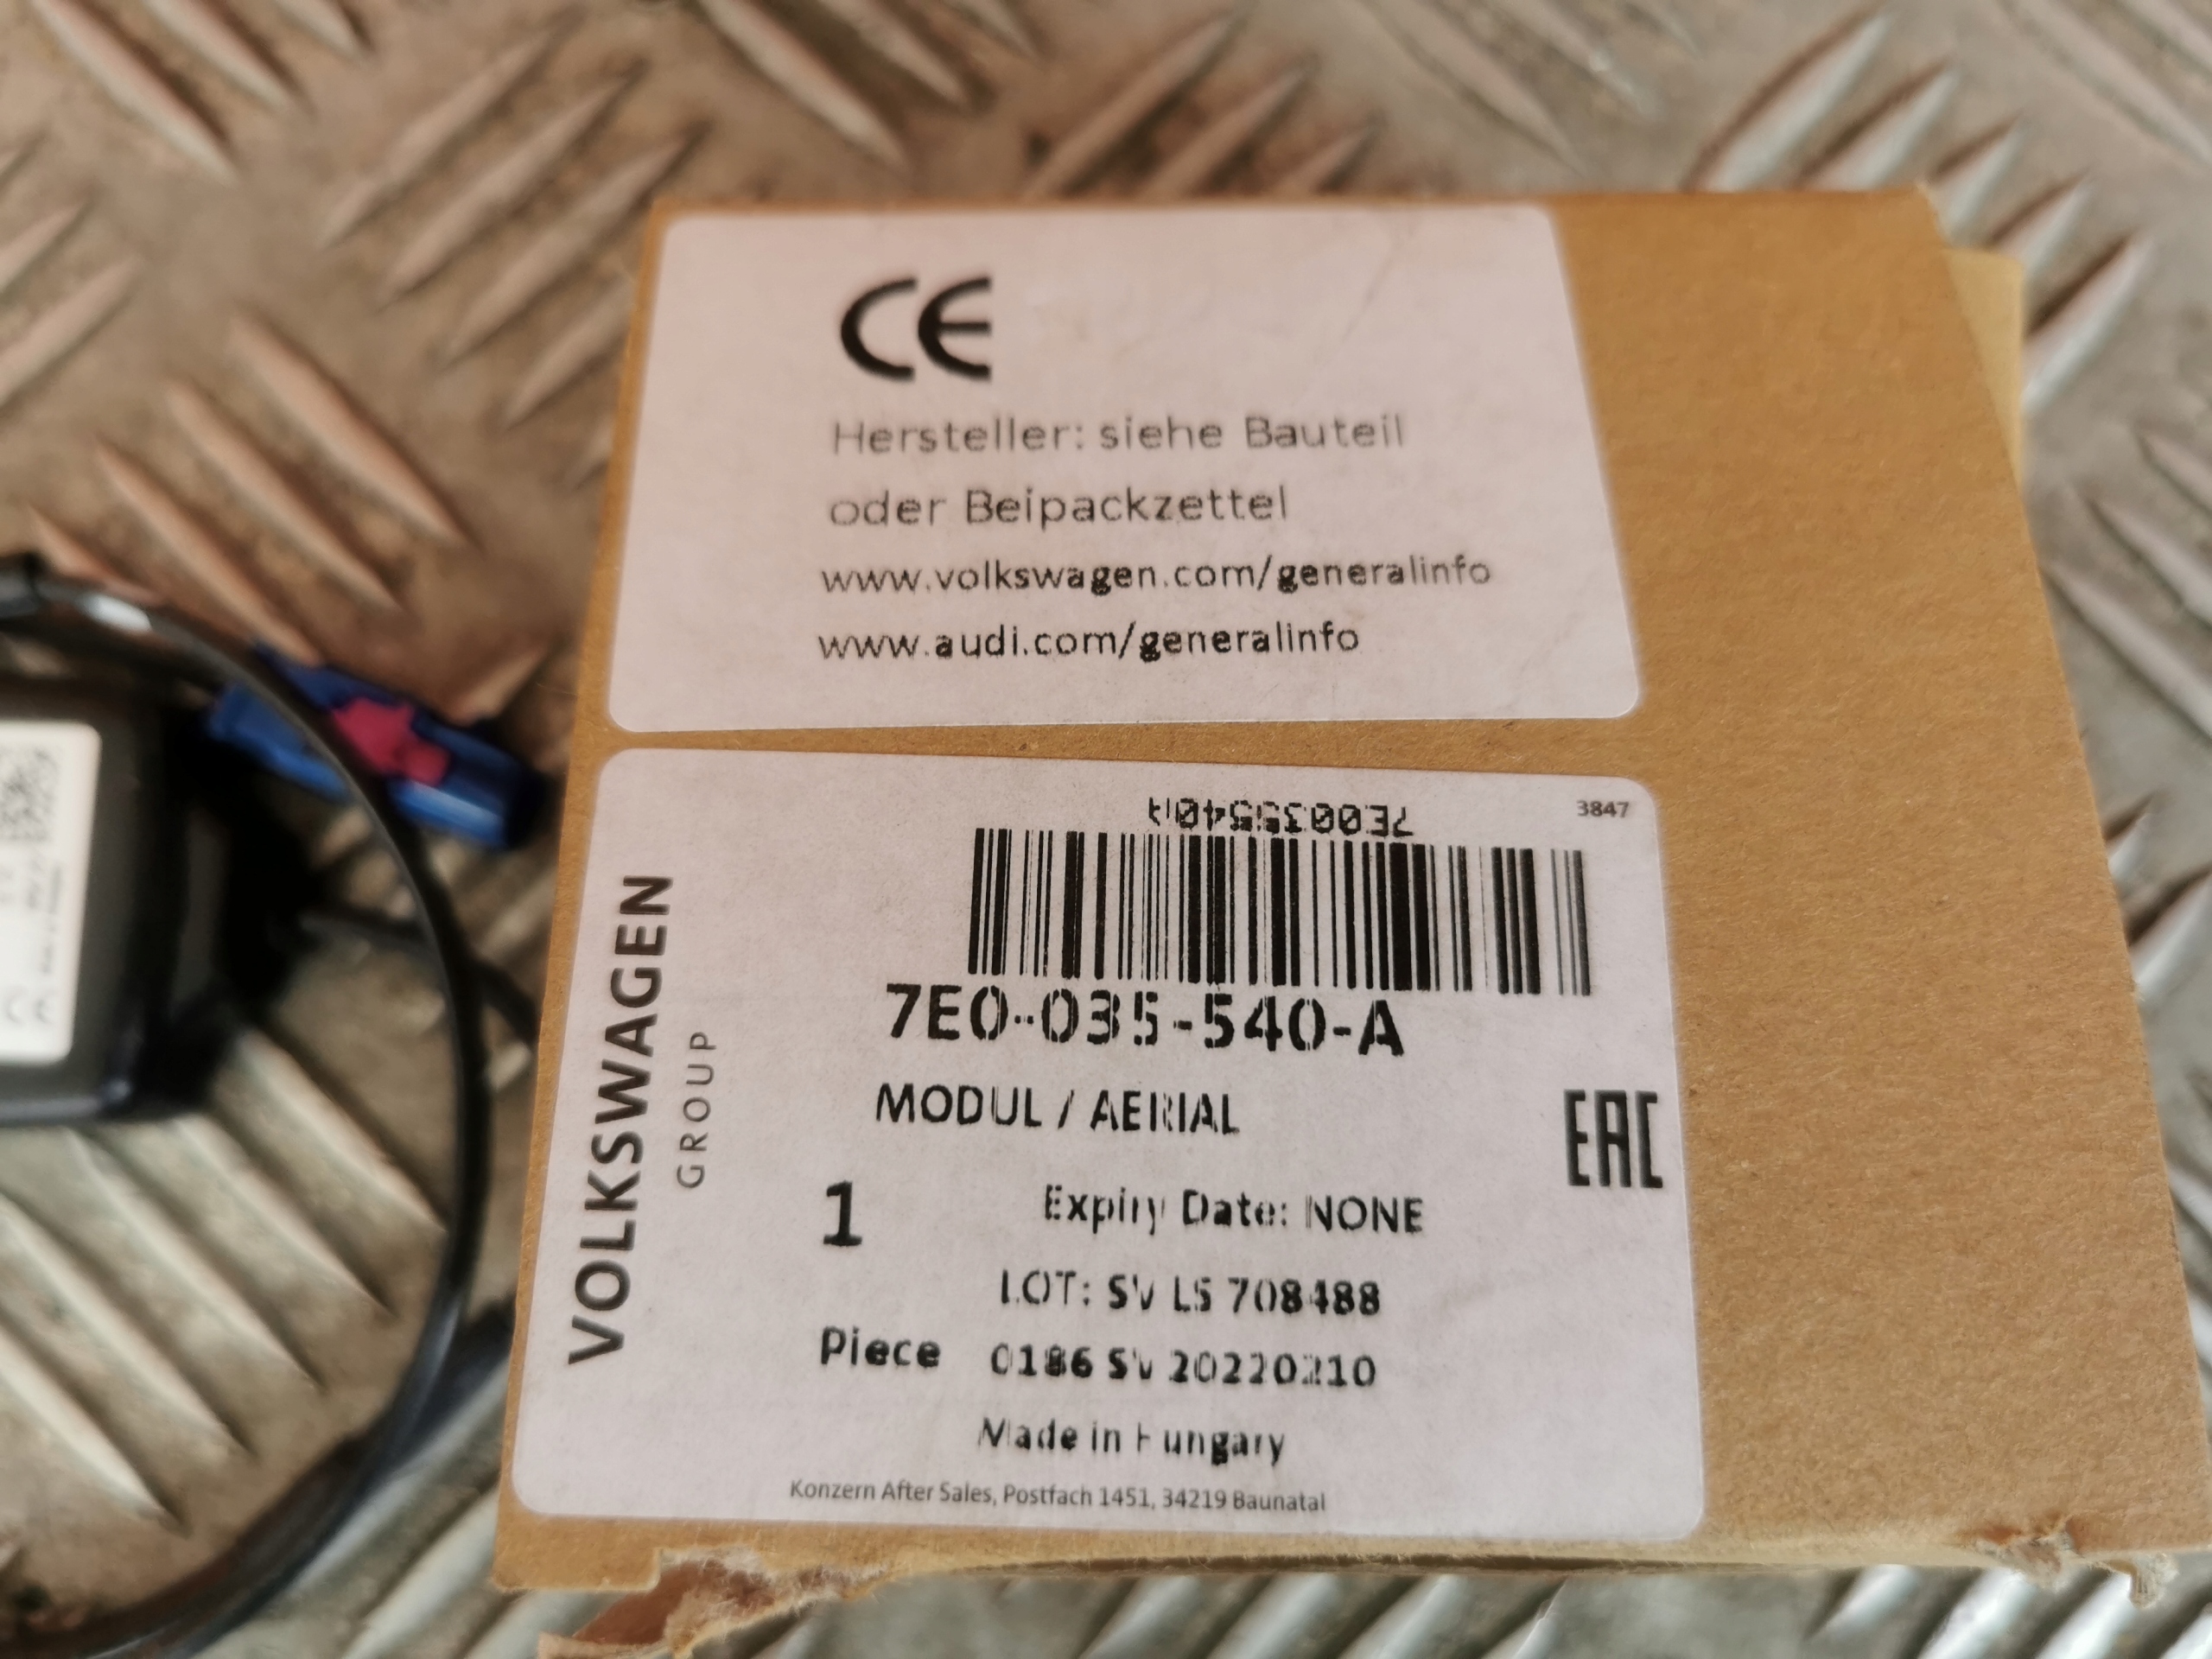 CE
Hersteller: siehe Bauteil
oder Beipackzettel
www.volkswagen.com/generalinfo
www.audi.com/generalinfo
3847
7E0035540A
7E0-035-540-A
MODUL / AERIAL
VOLKSWAGEN
GROUP
EAC
1
Expiry Date: NONE
LOT: SV LS 708488
Piece
0186 SV 20220210
Made in Hungary
Konzern After Sales, Postfach 1451, 34219 Baunatal